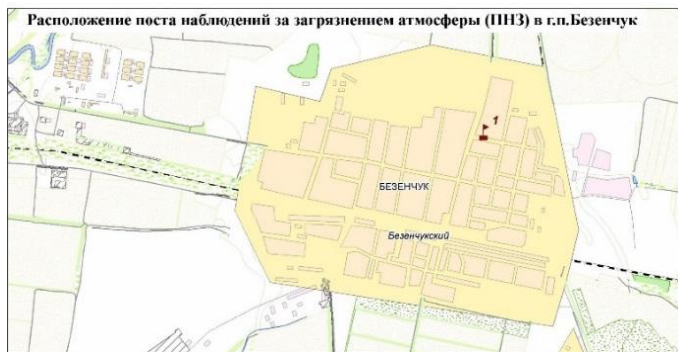 Расположение поста наблюдений за загрязнением атмосферы (ПНЗ) в г.п.Безенчук
1
БЕЗЕНЧУК
Безенчукский